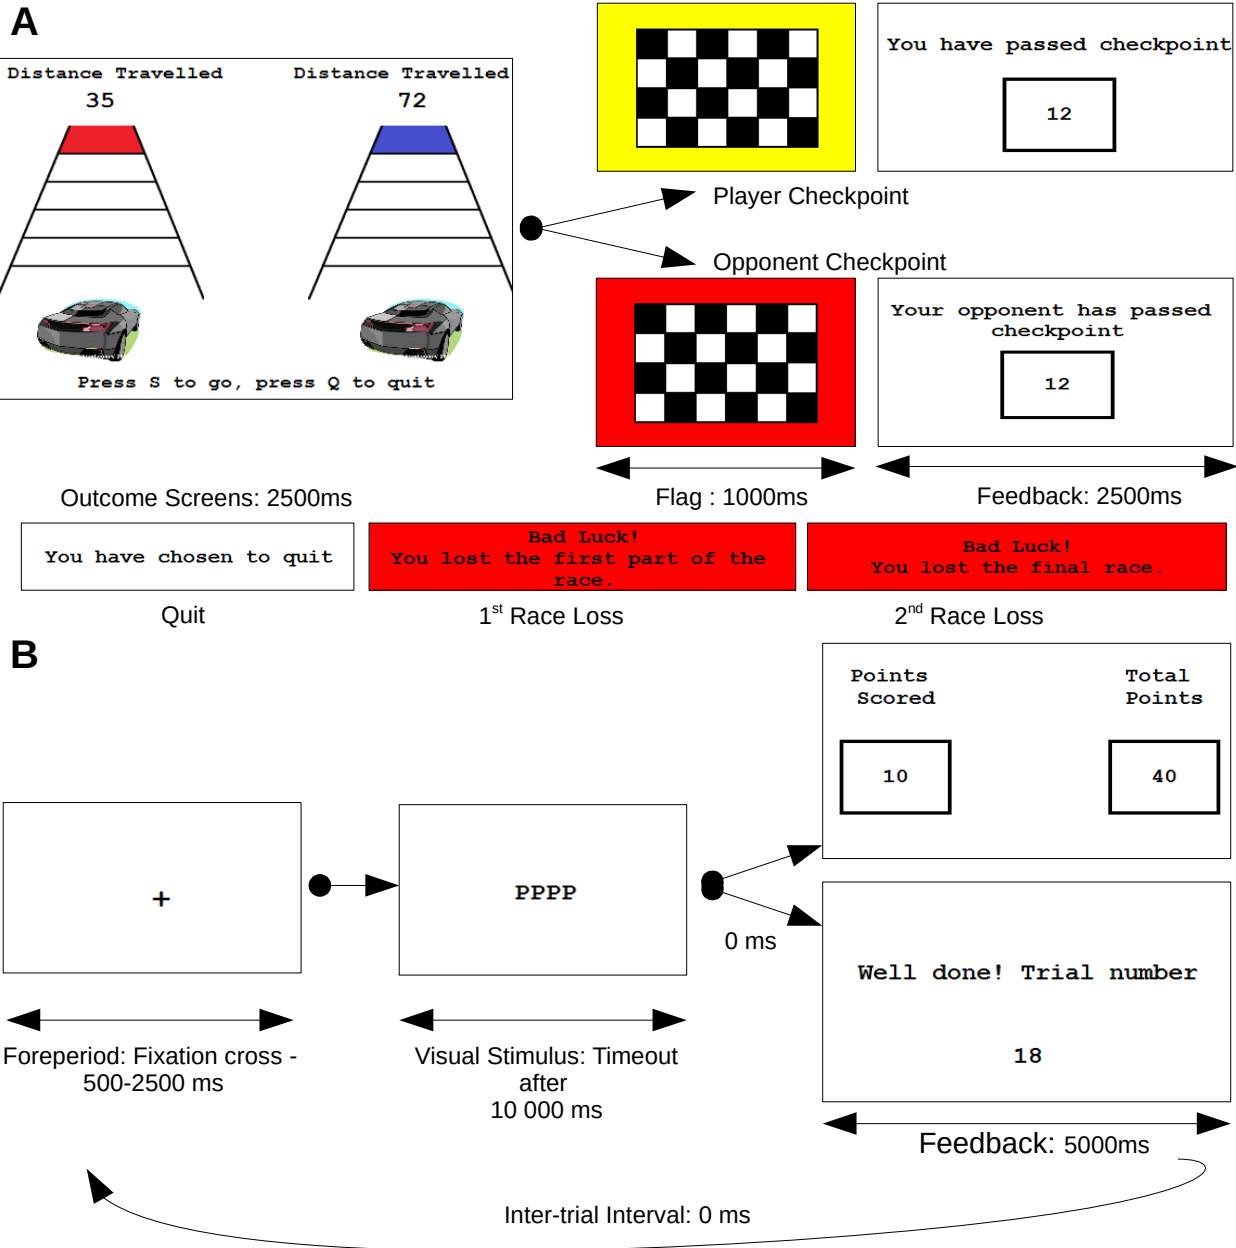 A
Distance Travelled
35
Distance Travelled
72
Press S to go, press Q to quit
You have passed checkpoint
12
Player Checkpoint
Opponent Checkpoint
Your opponent has passed
checkpoint
12
Outcome Screens: 2500ms
Flag : 1000ms
Feedback: 2500ms
You have chosen to quit
Bad Luck!
You lost the first part of the
race.
Bad Luck!
You lost the final race.
Quit
1st Race Loss
2nd Race Loss
B
Points
Scored
10
Total
Points
40
+
PPPP
0 ms
Well done! Trial number
18
Foreperiod: Fixation cross -
500-2500 ms
Visual Stimulus: Timeout
after
10 000 ms
Feedback: 5000ms
Inter-trial Interval: 0 ms